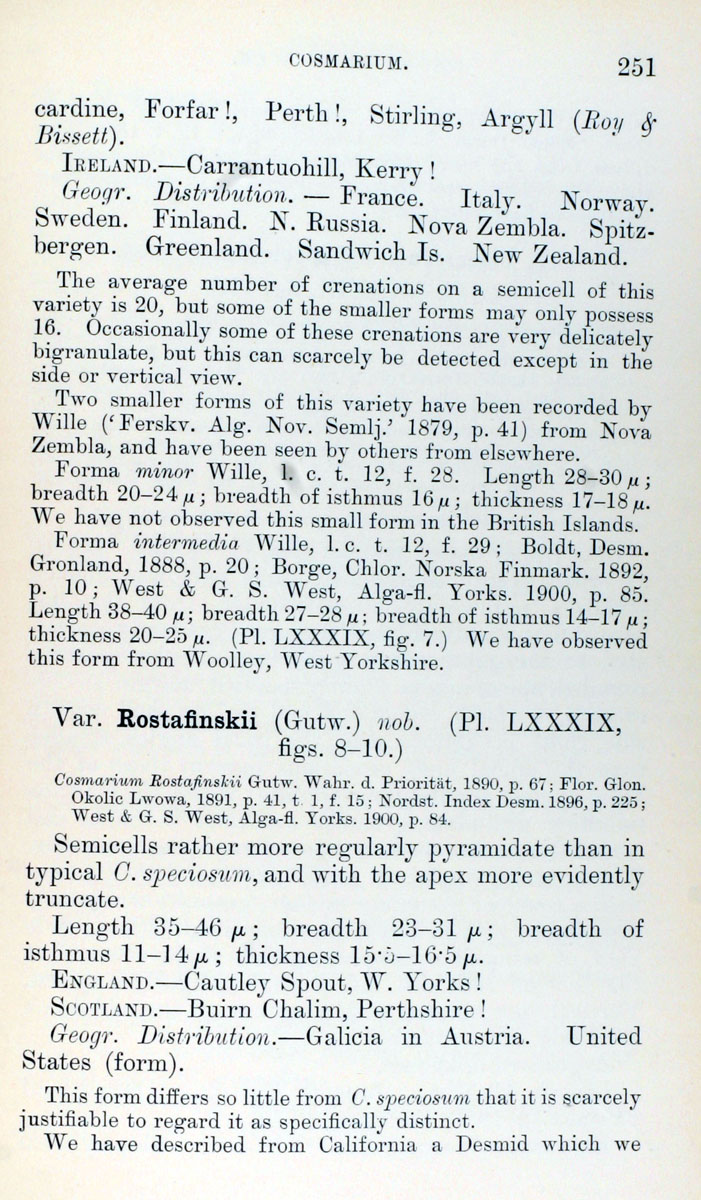 COSMARIUM. 251
cardine, Forfar !, Perth !, Stirling, Argyll (Roy &
Bissett).
IRELAND.—Carrantuohill, Kerry !
Geogr. Distribution. — France. Italy. Norway.
Sweden. Finland. N. Russia. Nova Zembla. Spitz-
bergen. Greenland. Sandwich Is. New Zealand.
The average number of crenations on a semicell of this
variety is 20, but some of the smaller forms may only possess
16. Occasionally some of these crenations are very delicately
bigranulate, but this can scarcely be detected except in the
side or vertical view.
Two smaller forms of this variety have been recorded by
Wille (‘Ferskv. Alg. Nov. Semlj.’ 1879, p. 41) from Nova
Zembla, and have been seen by others from elsewhere.
Forma minor Wille, l. c. t. 12, f. 28. Length 28–30 µ ;
breadth 20–24 µ ; breadth of isthmus 16 µ ; thickness 17–18 µ.
We have not observed this small form in the British Islands.
Forma intermedia Wille, l. c. t. 12, f. 29 ; Boldt, Desm.
Gronland, 1888, p. 20 ; Borge, Chlor. Norska Finmark. 1892,
p. 10 ; West & G. S. West, Alga-fl. Yorks. 1900, p. 85.
Length 38–40 µ ; breadth 27–28 µ ; breadth of isthmus 14–17 µ ;
thickness 20–25 µ. (Pl. LXXXIX, fig. 7.) We have observed
this form from Woolley, West Yorkshire.
Var. Rostafinskii (Gutw.) nob. (Pl. LXXXIX,
figs. 8–10.)
Cosmarium Rostafinskii Gutw. Wahr. d. Priorität, 1890, p. 67 ; Flor. Glon.
Okolic Lwowa, 1891, p. 41, t. 1, f. 15 ; Nordst. Index Desm. 1896, p. 225 ;
West & G. S. West, Alga-fl. Yorks. 1900, p. 84.
Semicells rather more regularly pyramidate than in
typical C. speciosum, and with the apex more evidently
truncate.
Length 35–46 µ ; breadth 23–31 µ ; breadth of
isthmus 11–14 µ ; thickness 15·5–16·5 µ.
ENGLAND.—Cautley Spout, W. Yorks !
SCOTLAND.—Buirn Chalim, Perthshire !
Geogr. Distribution.—Galicia in Austria. United
States (form).
This form differs so little from C. speciosum that it is scarcely
justifiable to regard it as specifically distinct.
We have described from California a Desmid which we